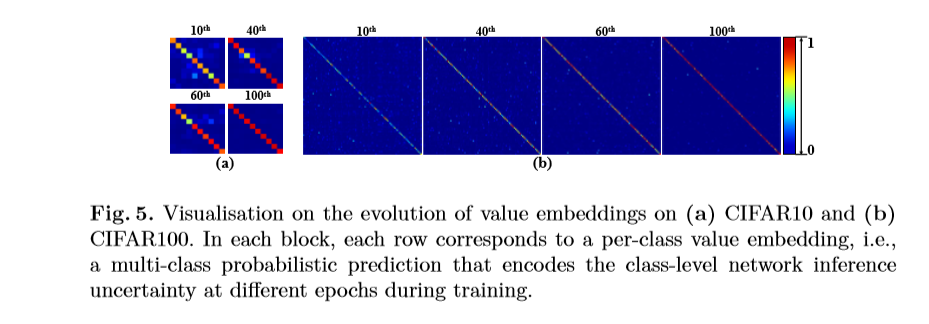 10th 40th 10th 40th 60th 100th
1
60th 100th
0
(a) (b)
Fig. 5. Visualisation on the evolution of value embeddings on (a) CIFAR10 and (b)
CIFAR100. In each block, each row corresponds to a per-class value embedding, i.e.,
a multi-class probabilistic prediction that encodes the class-level network inference
uncertainty at different epochs during training.